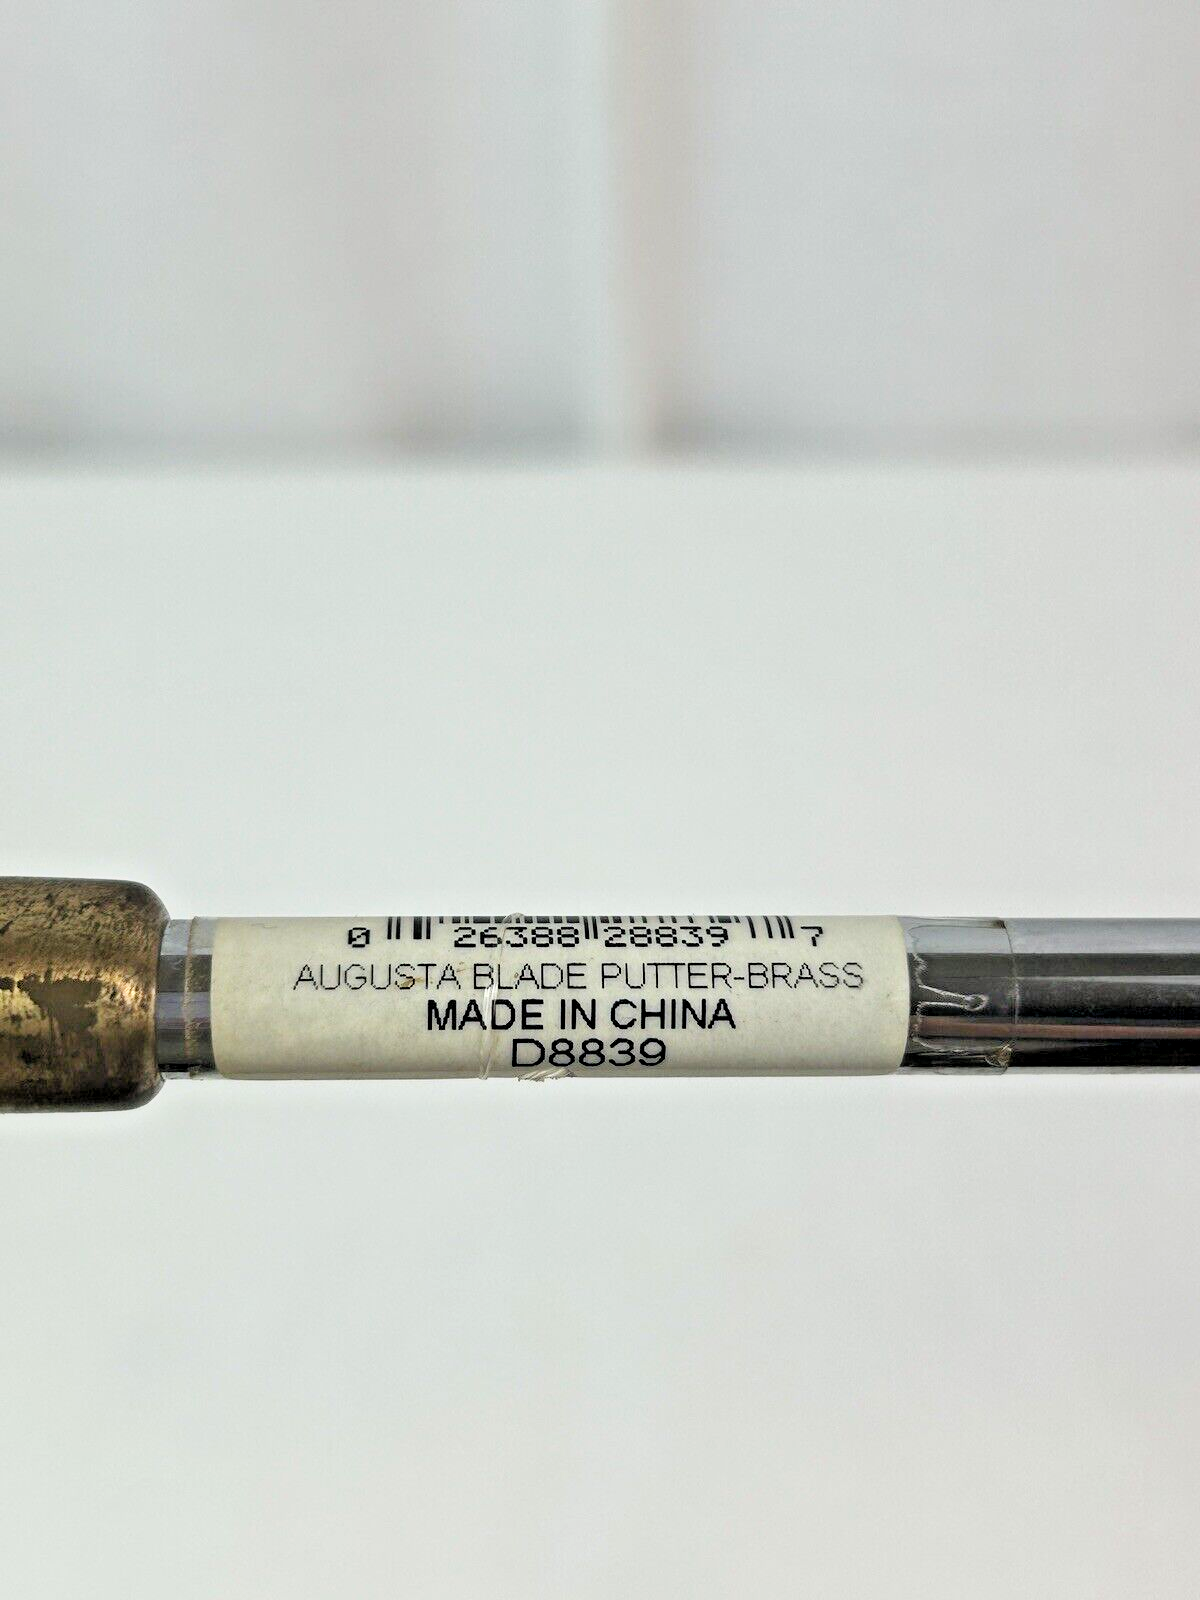 0 26388 28839 7
AUGUSTA BLADE PUTTER-BRASS
MADE IN CHINA
D8839